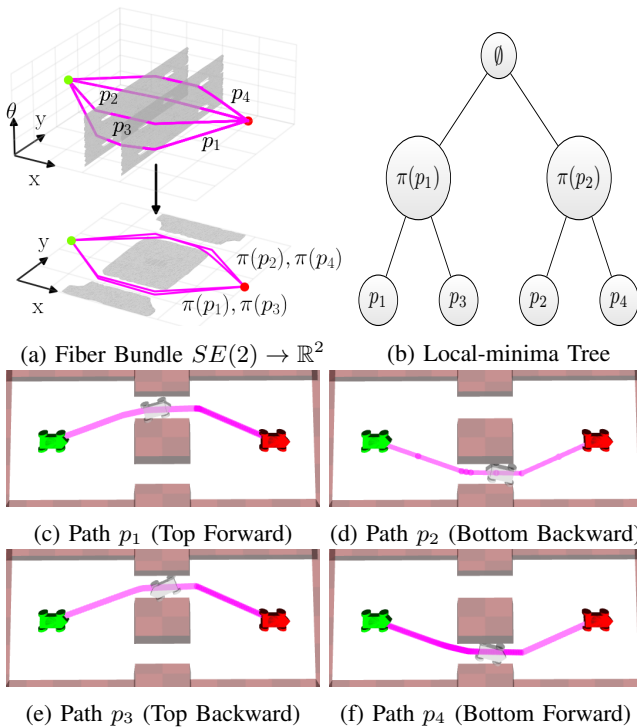 θ
y
x
p₂
p₃
p₄
p₁
y
x
π(p₂), π(p₄)
π(p₁), π(p₃)
(a) Fiber Bundle SE(2) → ℝ²
∅
π(p₁) π(p₂)
p₁ p₃ p₂ p₄
(b) Local-minima Tree
(c) Path p₁ (Top Forward)
(d) Path p₂ (Bottom Backward)
(e) Path p₃ (Top Backward)
(f) Path p₄ (Bottom Forward)